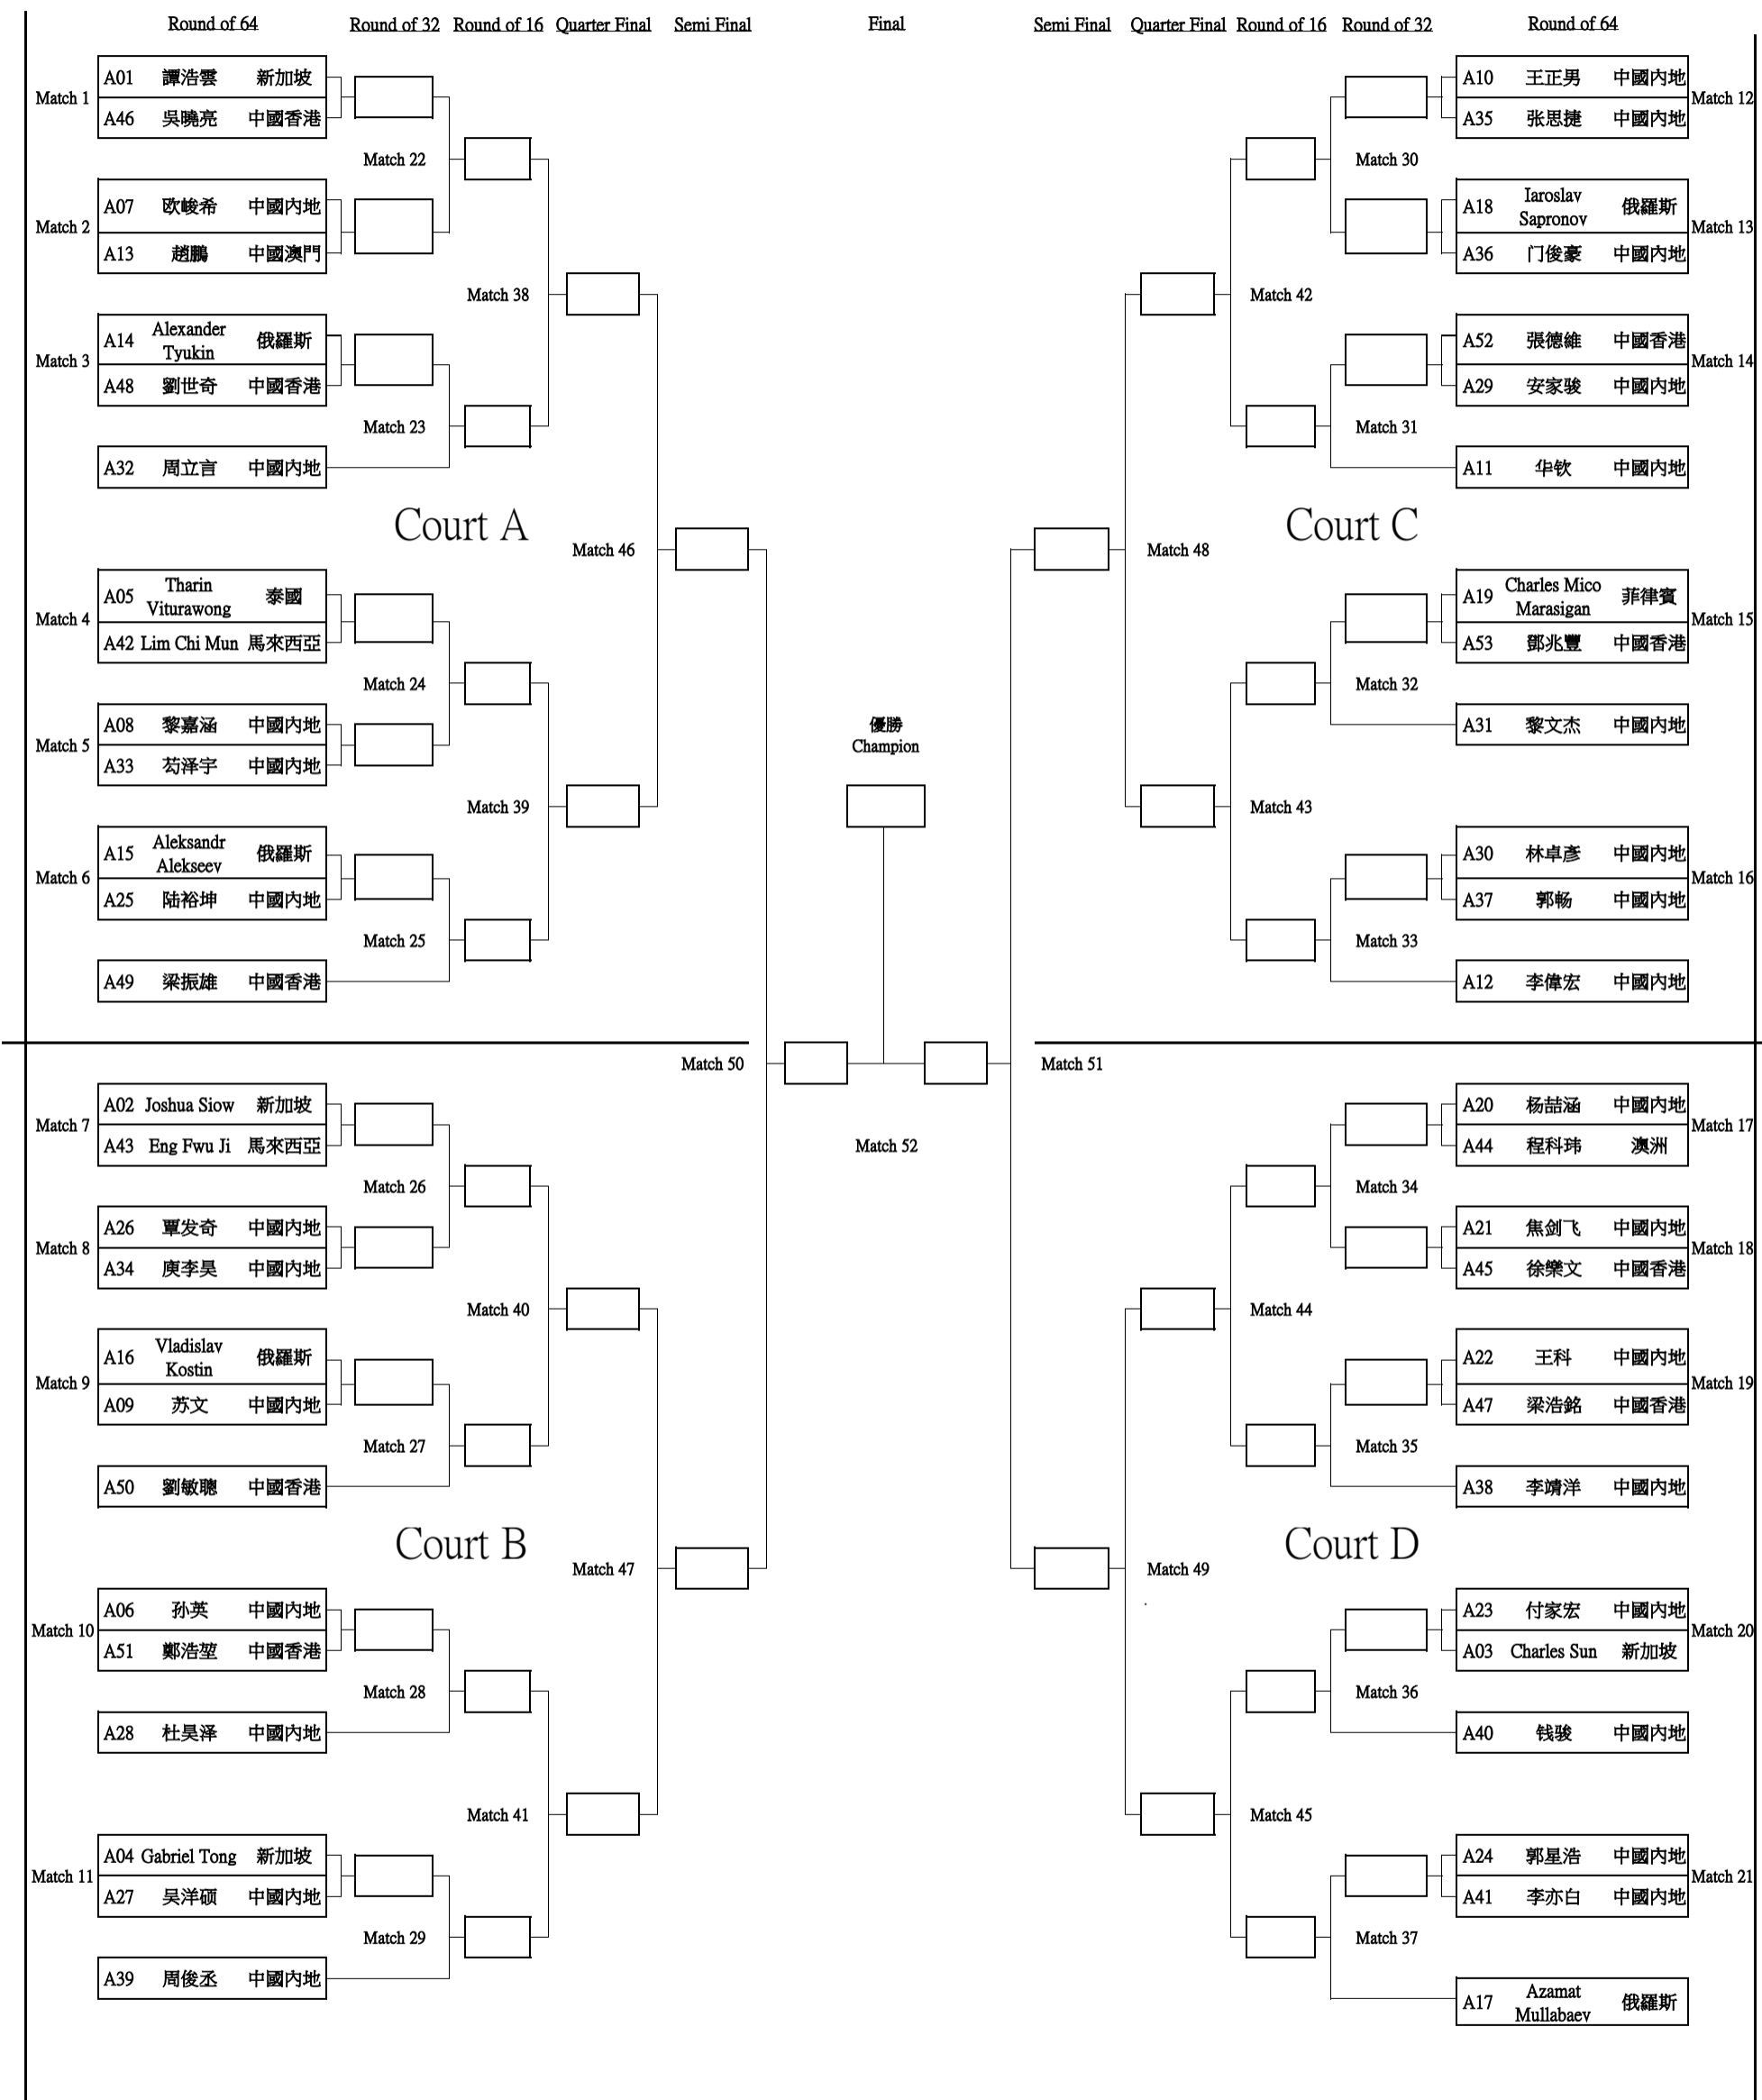 Round of 64 Round of 32 Round of 16 Quarter Final Semi Final Final Semi Final Quarter Final Round of 16 Round of 32 Round of 64
Match 1
A01 譚浩雲 新加坡
A46 吳曉亮 中國香港
Match 22
Match 2
A07 欧峻希 中國內地
A13 趙鵬 中國澳門
Match 38
Match 3
A14 Alexander Tyukin 俄羅斯
A48 劉世奇 中國香港
Match 23
A32 周立言 中國內地
Court A
Match 46
Match 4
A05 Tharin Viturawong 泰國
A42 Lim Chi Mun 馬來西亞
Match 24
Match 5
A08 黎嘉涵 中國內地
A33 芶泽宇 中國內地
Match 39
Match 6
A15 Aleksandr Alekseev 俄羅斯
A25 陆裕坤 中國內地
Match 25
A49 梁振雄 中國香港
Match 50
Match 7
A02 Joshua Siow 新加坡
A43 Eng Fwu Ji 馬來西亞
Match 26
Match 8
A26 覃发奇 中國內地
A34 庾李昊 中國內地
Match 40
Match 9
A16 Vladislav Kostin 俄羅斯
A09 苏文 中國內地
Match 27
A50 劉敏聰 中國香港
Court B
Match 47
Match 10
A06 孙英 中國內地
A51 鄭浩堃 中國香港
Match 28
A28 杜昊泽 中國內地
Match 41
Match 11
A04 Gabriel Tong 新加坡
A27 吴洋硕 中國內地
Match 29
A39 周俊丞 中國內地
優勝
Champion
Match 52
A10 王正男 中國內地
A35 张思捷 中國內地
Match 12
Match 30
A18 Iaroslav Sapronov 俄羅斯
A36 门俊豪 中國內地
Match 13
Match 42
A52 張德維 中國香港
A29 安家骏 中國內地
Match 14
Match 31
A11 华钦 中國內地
Court C
Match 48
A19 Charles Mico Marasigan 菲律賓
A53 鄧兆豐 中國香港
Match 15
Match 32
A31 黎文杰 中國內地
Match 43
A30 林卓彥 中國內地
A37 郭畅 中國內地
Match 16
Match 33
A12 李偉宏 中國內地
Match 51
A20 杨喆涵 中國內地
A44 程科玮 澳洲
Match 17
Match 34
A21 焦剑飞 中國內地
A45 徐樂文 中國香港
Match 18
Match 44
A22 王科 中國內地
A47 梁浩銘 中國香港
Match 19
Match 35
A38 李靖洋 中國內地
Court D
Match 49
A23 付家宏 中國內地
A03 Charles Sun 新加坡
Match 20
Match 36
A40 钱骏 中國內地
Match 45
A24 郭星浩 中國內地
A41 李亦白 中國內地
Match 21
Match 37
A17 Azamat Mullabaev 俄羅斯